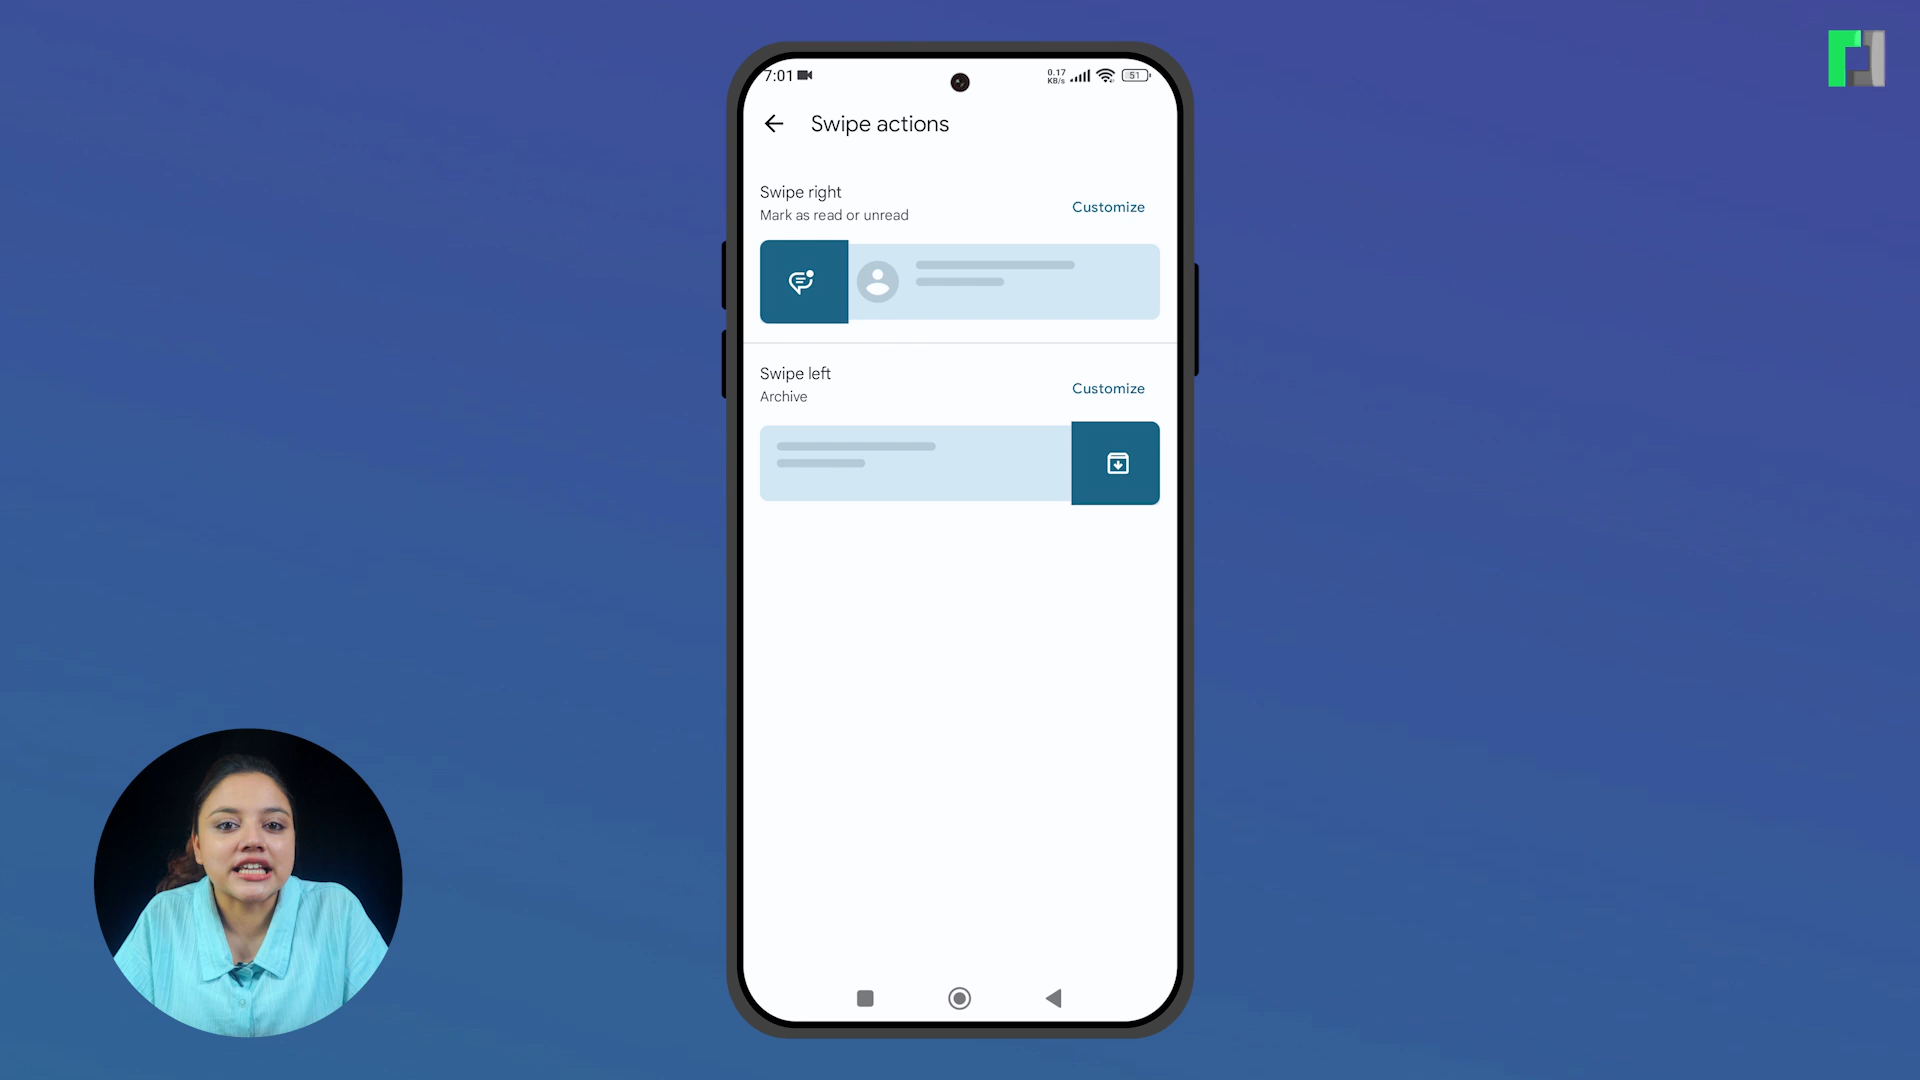 7:01
0.17
KB/s
51
Swipe actions
Swipe right
Mark as read or unread
Customize
Swipe left
Archive
Customize